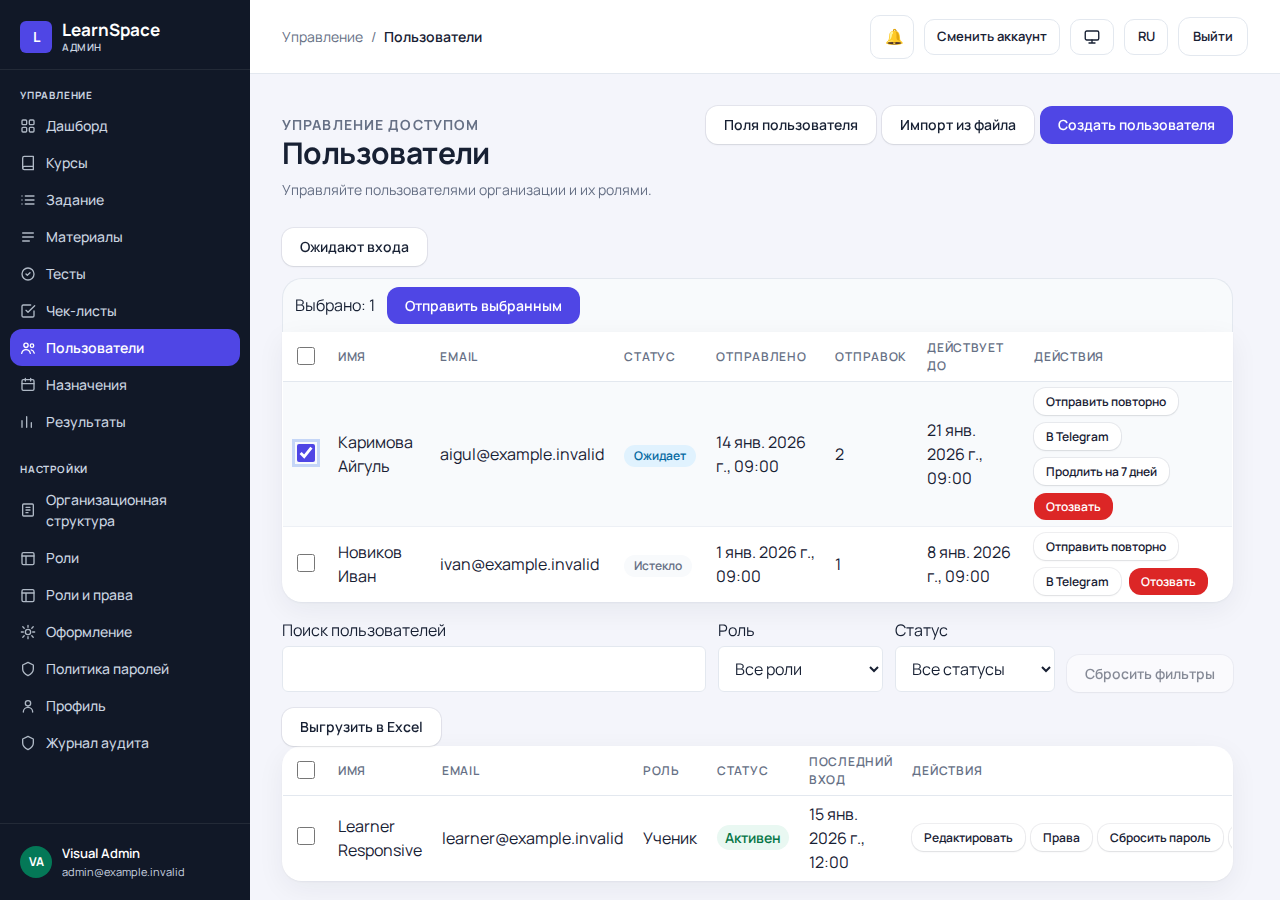 L
LearnSpace
АДМИН
УПРАВЛЕНИЕ
Дашборд
Курсы
Задание
Материалы
Тесты
Чек-листы
Пользователи
Назначения
Результаты
НАСТРОЙКИ
Организационная
структура
Роли
Роли и права
Оформление
Политика паролей
Профиль
Журнал аудита
VA
Visual Admin
admin@example.invalid
Управление / Пользователи
Сменить аккаунт
RU
Выйти
УПРАВЛЕНИЕ ДОСТУПОМ
Пользователи
Управляйте пользователями организации и их ролями.
Поля пользователя
Импорт из файла
Создать пользователя
Ожидают входа
Выбрано: 1
Отправить выбранным
ИМЯ
EMAIL
СТАТУС
ОТПРАВЛЕНО
ОТПРАВОК
ДЕЙСТВУЕТ
ДО
ДЕЙСТВИЯ
Каримова
Айгуль
aigul@example.invalid
Ожидает
14 янв. 2026
г., 09:00
2
21 янв.
2026 г.,
09:00
Отправить повторно
В Telegram
Продлить на 7 дней
Отозвать
Новиков
Иван
ivan@example.invalid
Истекло
1 янв. 2026 г.,
09:00
1
8 янв. 2026
г., 09:00
Отправить повторно
В Telegram
Отозвать
Поиск пользователей
Роль
Все роли
Статус
Все статусы
Сбросить фильтры
Выгрузить в Excel
ИМЯ
EMAIL
РОЛЬ
СТАТУС
ПОСЛЕДНИЙ
ВХОД
ДЕЙСТВИЯ
Learner
Responsive
learner@example.invalid
Ученик
Активен
15 янв.
2026 г.,
12:00
Редактировать
Права
Сбросить пароль